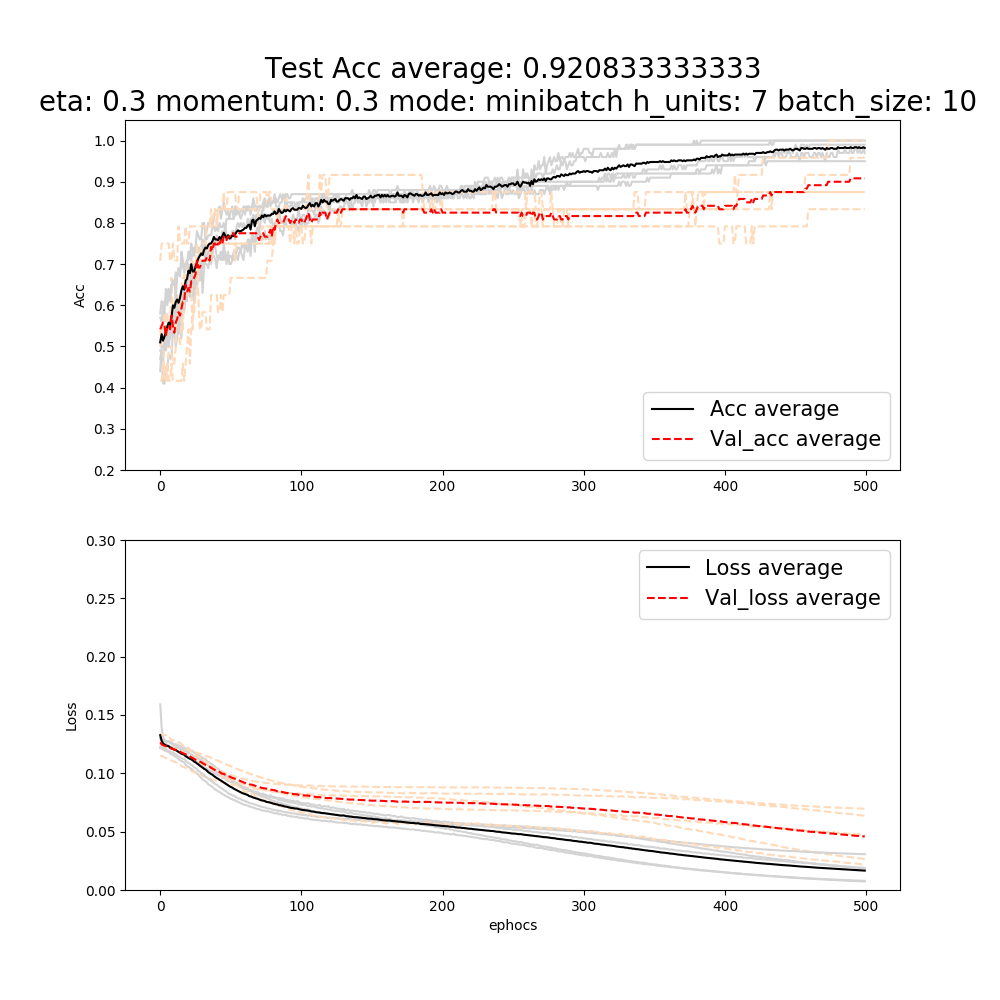 Test Acc average: 0.920833333333
eta: 0.3 momentum: 0.3 mode: minibatch h_units: 7 batch_size: 10
1.0
0.9
0.8
0.7
0.6
0.5
0.4
0.3
0.2
Acc
Acc average
Val_acc average
0 100 200 300 400 500
0.30
0.25
0.20
0.15
0.10
0.05
0.00
Loss
Loss average
Val_loss average
0 100 200 300 400 500
ephocs